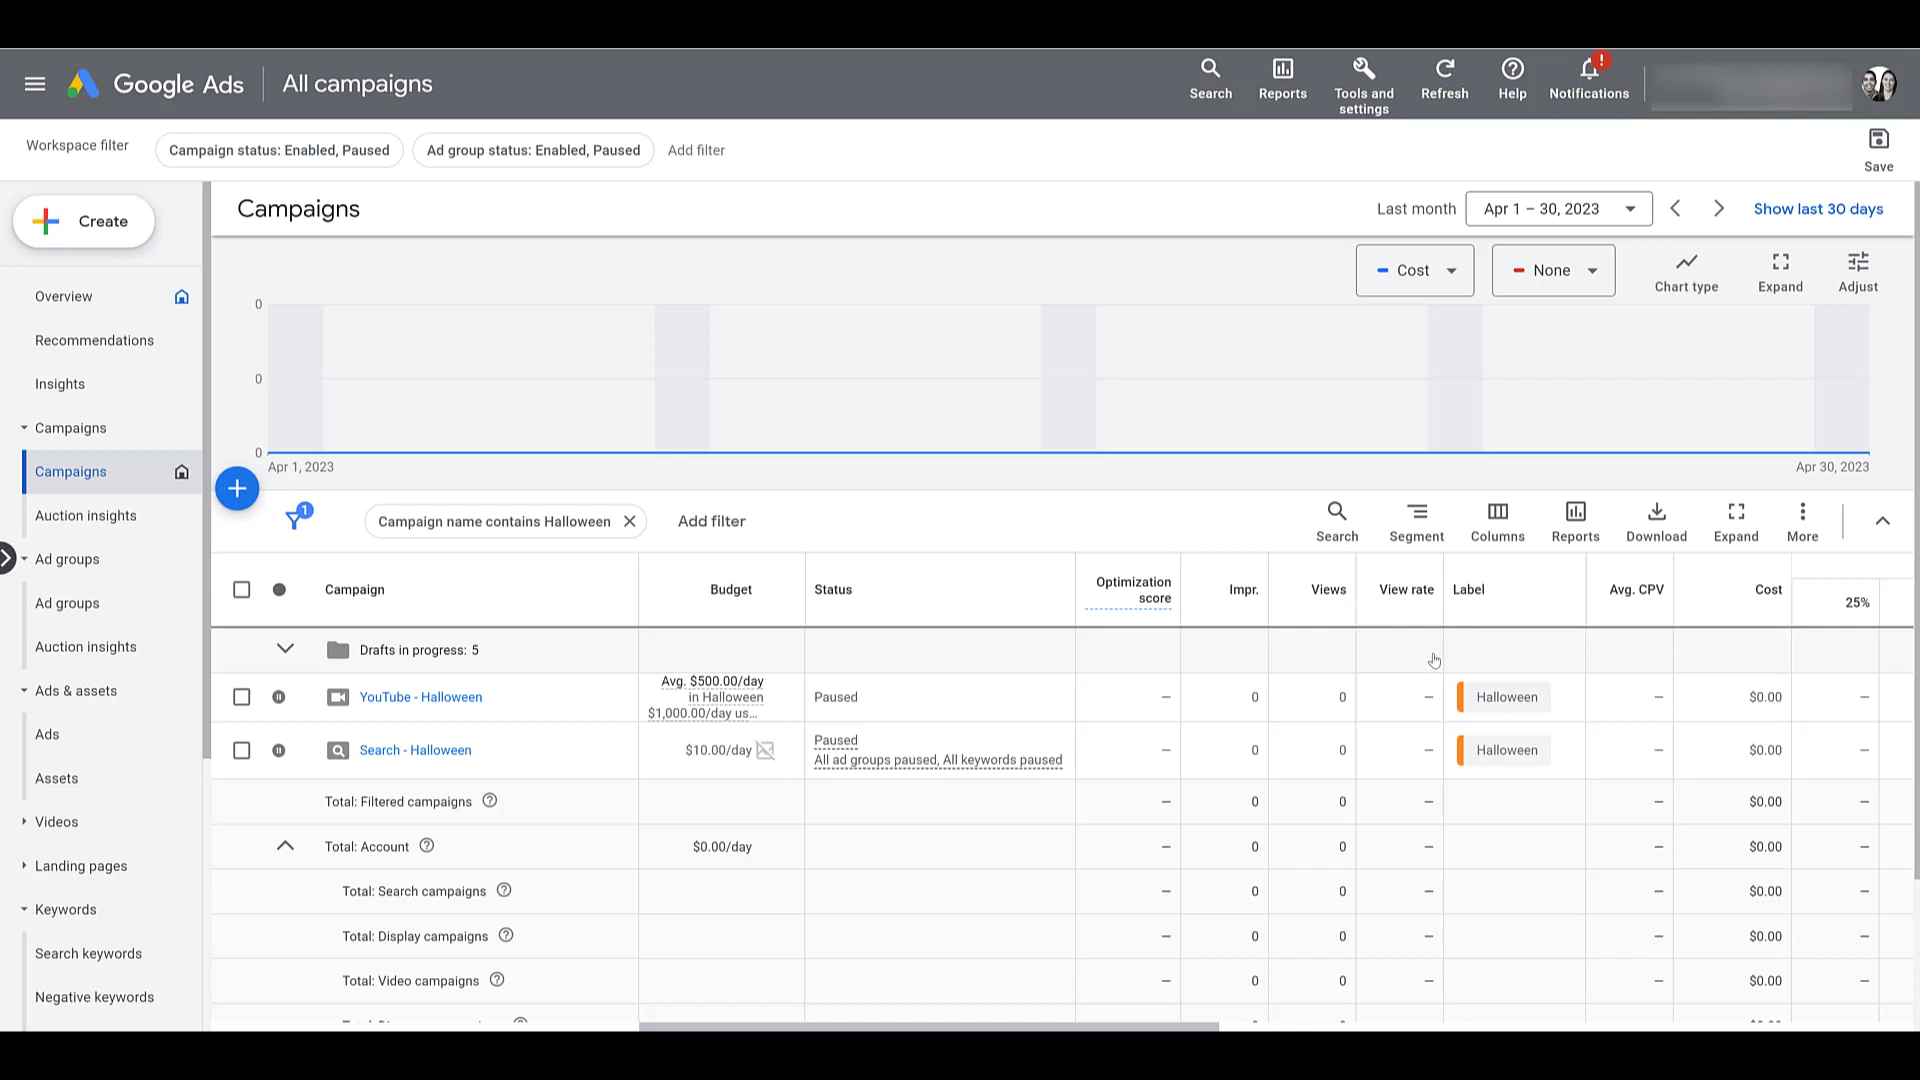 Google Ads
All campaigns
Search
Reports
Tools and settings
Refresh
Help
!
Notifications
Workspace filter
Campaign status: Enabled, Paused
Ad group status: Enabled, Paused
Add filter
Save
Create
Overview
Recommendations
Insights
Campaigns
Campaigns
Auction insights
Ad groups
Ad groups
Auction insights
Ads & assets
Ads
Assets
Videos
Landing pages
Keywords
Search keywords
Negative keywords
Campaigns
Last month
Apr 1 – 30, 2023
Show last 30 days
Cost
None
Chart type
Expand
Adjust
0
0
0
Apr 1, 2023
Apr 30, 2023
1
Campaign name contains Halloween
Add filter
Search
Segment
Columns
Reports
Download
Expand
More
Campaign Budget Status Optimization score Impr. Views View rate Label Avg. CPV Cost 25%
Drafts in progress: 5
YouTube - Halloween Avg. $500.00/day in Halloween $1,000.00/day us... Paused – 0 0 – Halloween – $0.00 –
Search - Halloween $10.00/day Paused All ad groups paused, All keywords paused – 0 0 – Halloween – $0.00 –
Total: Filtered campaigns – 0 0 – – $0.00 –
Total: Account $0.00/day – 0 0 – – $0.00 –
Total: Search campaigns – 0 0 – – $0.00 –
Total: Display campaigns – 0 0 – – $0.00 –
Total: Video campaigns – 0 0 – – $0.00 –